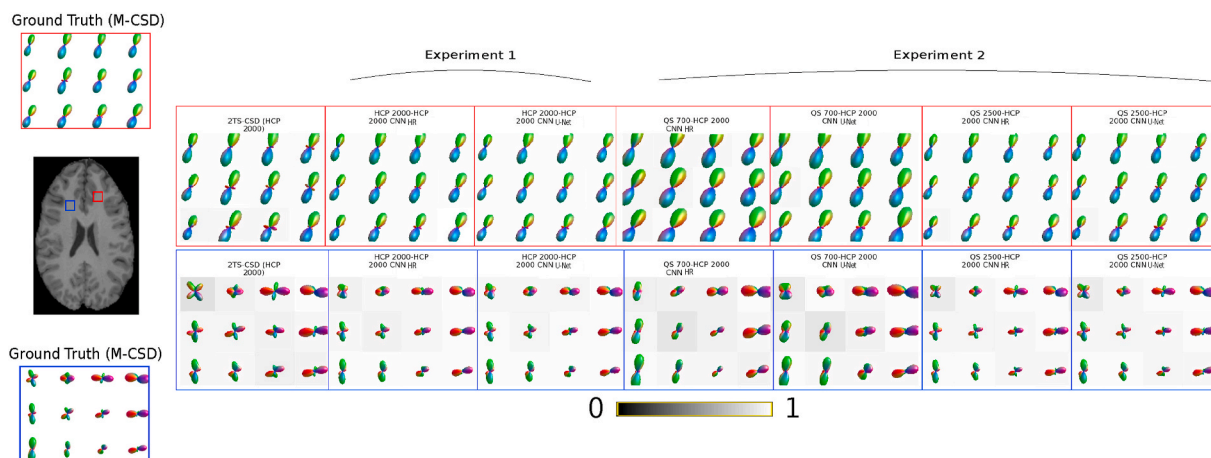 Ground Truth (M-CSD)
Experiment 1
Experiment 2
2TS-CSD (HCP
2000)
HCP 2000-HCP
2000 CNN HR
HCP 2000-HCP
2000 CNN U-Net
QS 700-HCP 2000
CNN HR
QS 700-HCP 2000
CNN U-Net
QS 2500-HCP
2000 CNN HR
QS 2500-HCP
2000 CNN U-Net
2TS-CSD (HCP
2000)
HCP 2000-HCP
2000 CNN HR
HCP 2000-HCP
2000 CNN U-Net
QS 700-HCP 2000
CNN HR
QS 700-HCP 2000
CNN U-Net
QS 2500-HCP
2000 CNN HR
QS 2500-HCP
2000 CNN U-Net
Ground Truth (M-CSD)
0 1